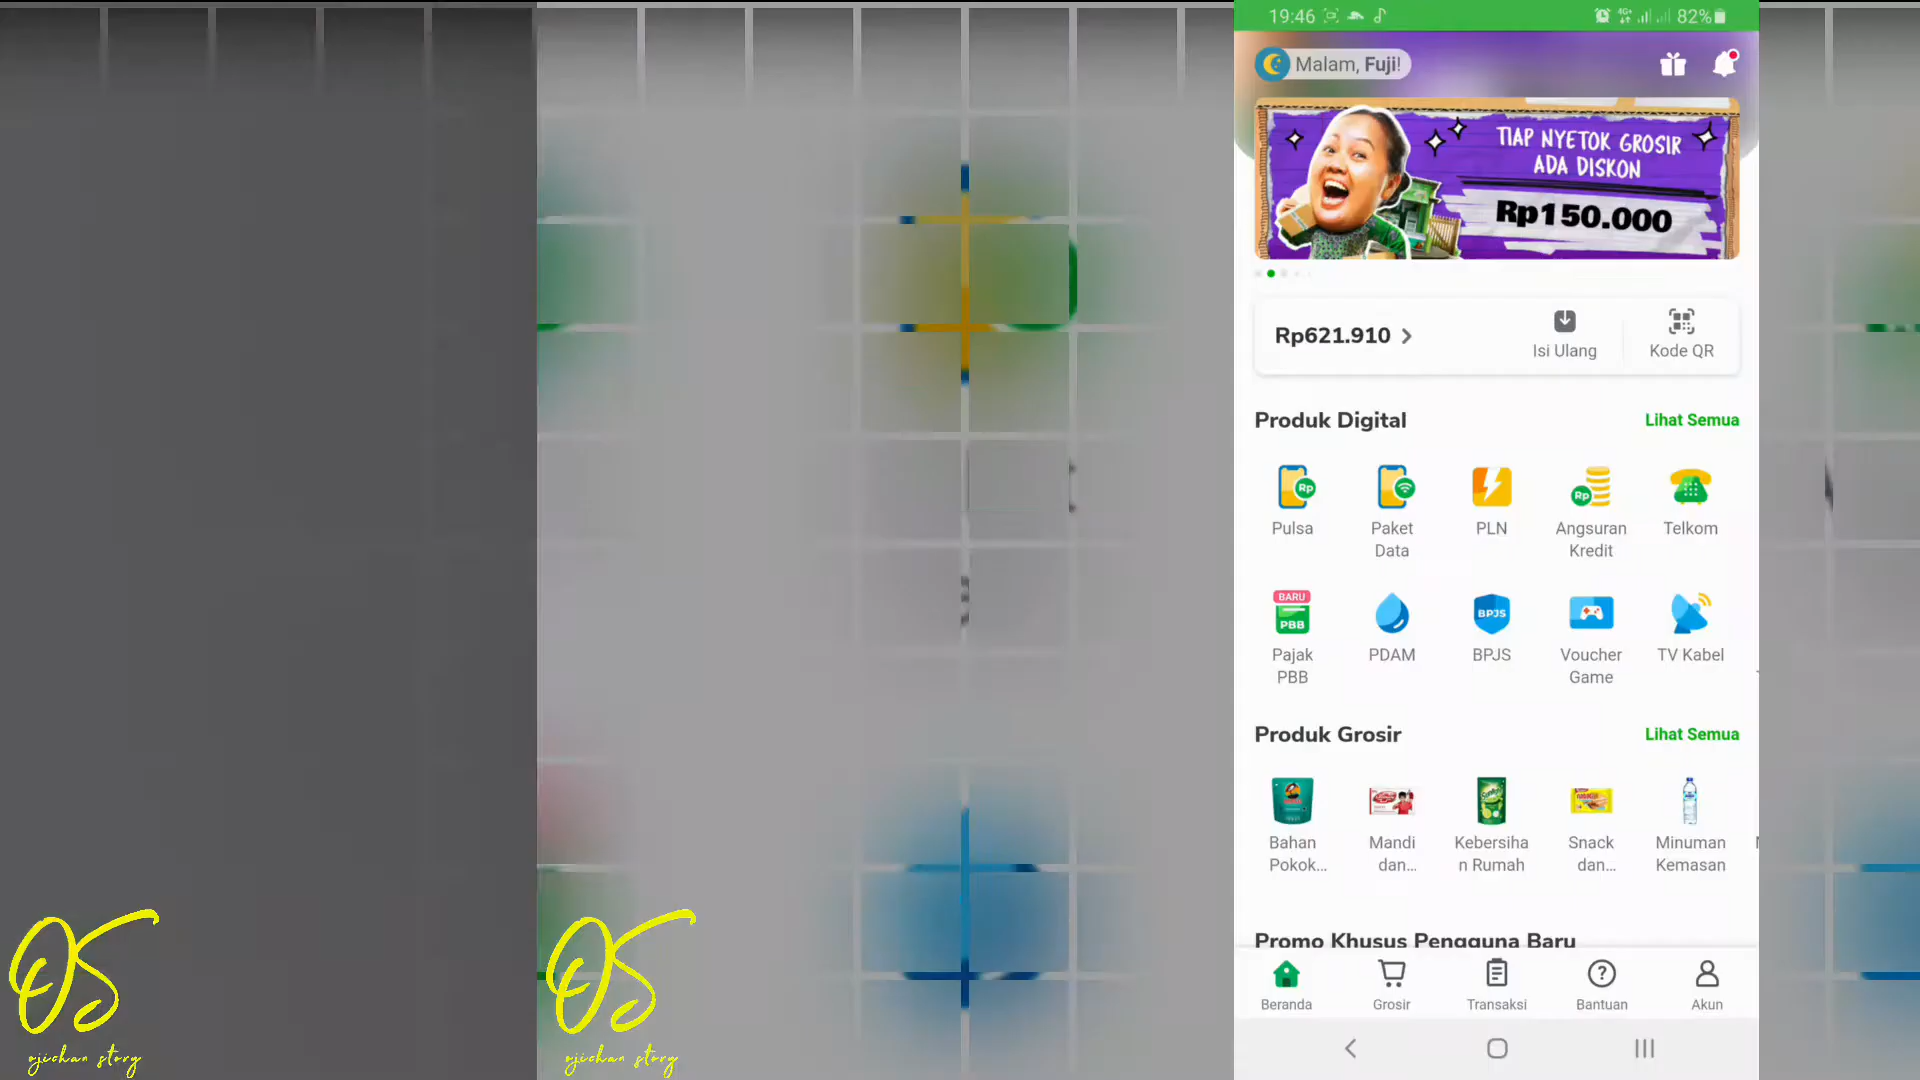 19:46
4G+
82%
Malam, Fuji!
TIAP NYETOK GROSIR
ADA DISKON
Rp150.000
Rp621.910
Isi Ulang
Kode QR
Produk Digital
Lihat Semua
Rp
Rp
Pulsa
Paket
Data
PLN
Angsuran
Kredit
Telkom
BARU
PBB
BPJS
Pajak
PBB
PDAM
BPJS
Voucher
Game
TV Kabel
Produk Grosir
Lihat Semua
Bahan
Pokok...
Mandi
dan...
Kebersiha
n Rumah
Snack
dan...
Minuman
Kemasan
Promo Khusus Pengguna Baru
Beranda
Grosir
Transaksi
Bantuan
Akun
OS
ojichan story
OS
ojichan story